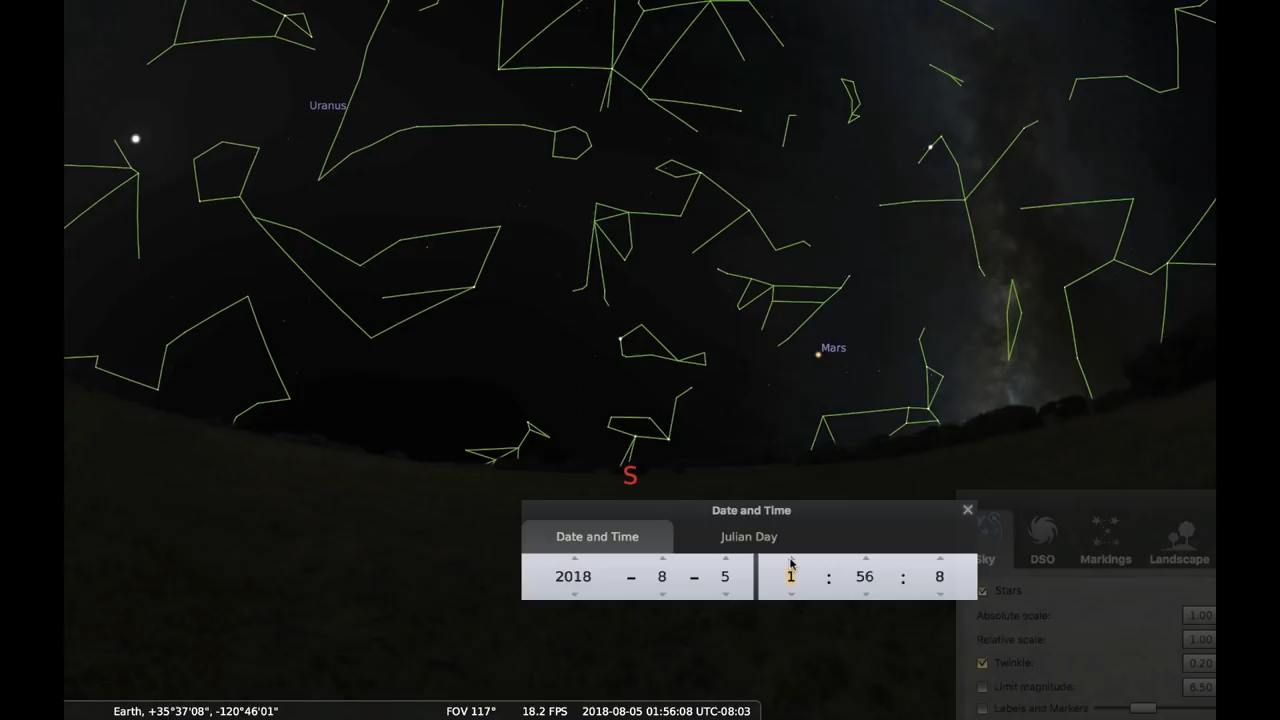 Uranus
Mars
S
Date and Time
Date and Time Julian Day
2018 - 8 - 5 1 : 56 : 8
Sky DSO Markings Landscape
Stars
Absolute scale: 1.00
Relative scale: 1.00
Twinkle: 0.20
Limit magnitude: 6.50
Labels and Markers
Earth, +35°37'08", -120°46'01" FOV 117° 18.2 FPS 2018-08-05 01:56:08 UTC-08:03